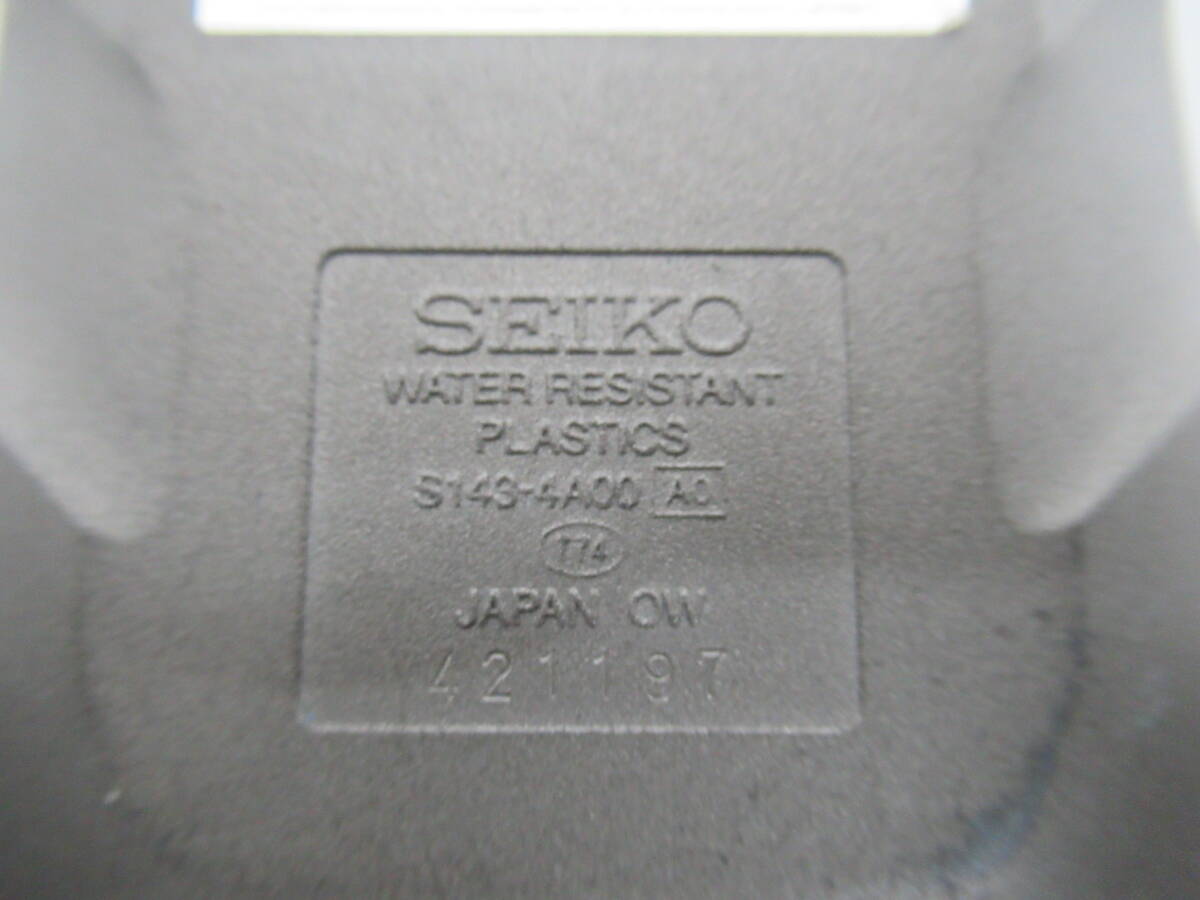 SEIKO
WATER RESISTANT
PLASTICS
S143-4A00 A0
T74
JAPAN OW
421197